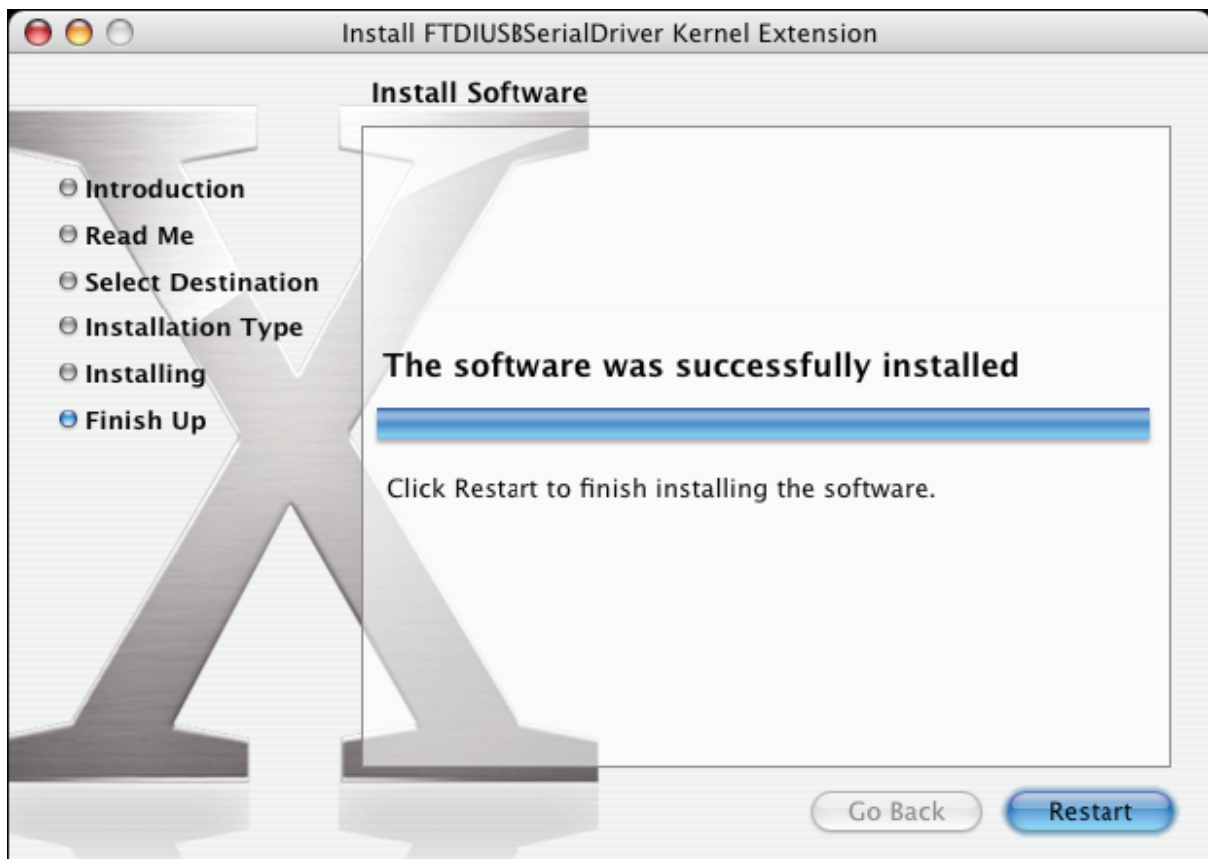 Install FTDIUSBSerialDriver Kernel Extension
Install Software
Introduction
Read Me
Select Destination
Installation Type
Installing
Finish Up
The software was successfully installed
Click Restart to finish installing the software.
Go Back
Restart